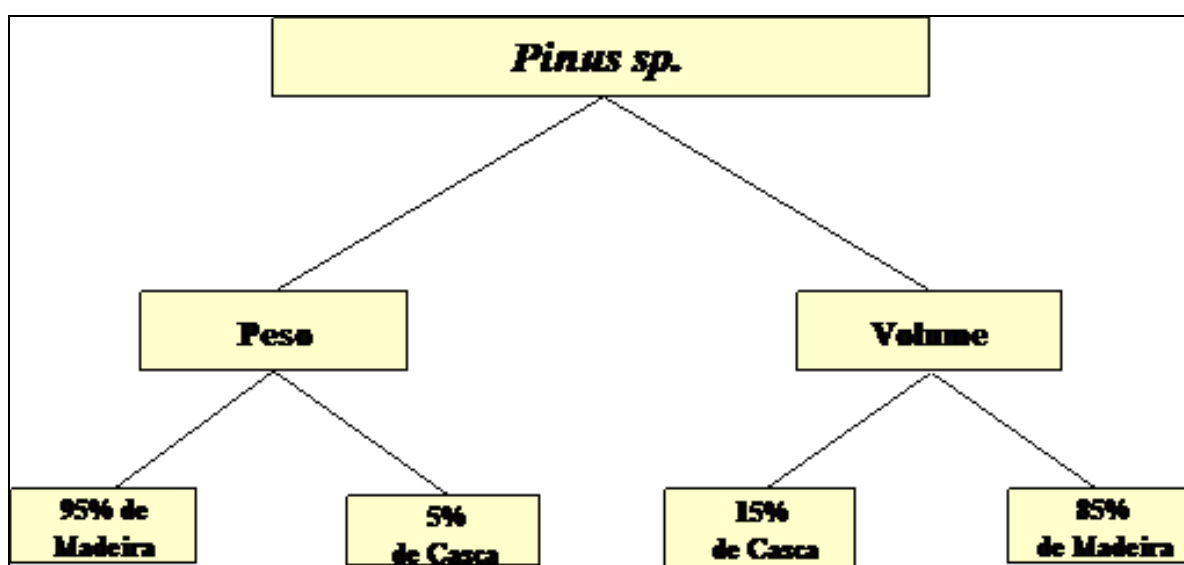 Pinus sp.
Peso
Volume
95% de
Madeira
5%
de Casca
15%
de Casca
85%
de Madeira